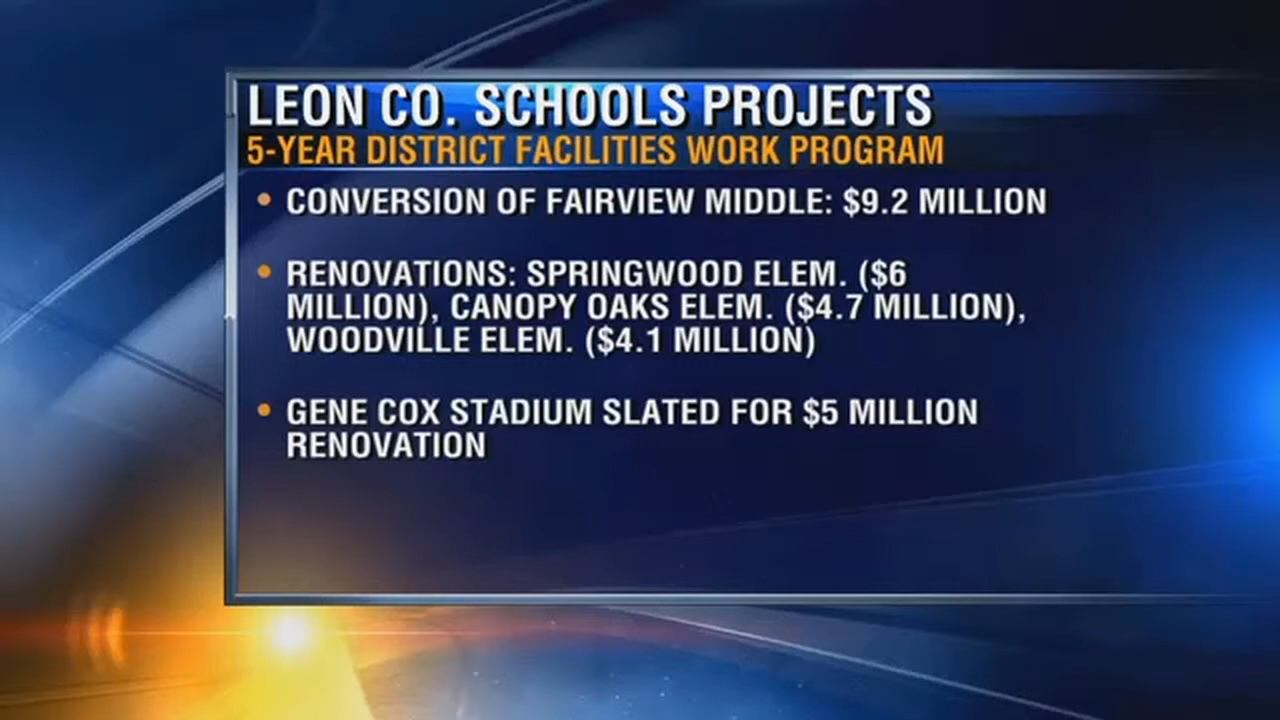 LEON CO. SCHOOLS PROJECTS
5-YEAR DISTRICT FACILITIES WORK PROGRAM
• CONVERSION OF FAIRVIEW MIDDLE: $9.2 MILLION
• RENOVATIONS: SPRINGWOOD ELEM. ($6
MILLION), CANOPY OAKS ELEM. ($4.7 MILLION),
WOODVILLE ELEM. ($4.1 MILLION)
• GENE COX STADIUM SLATED FOR $5 MILLION
RENOVATION